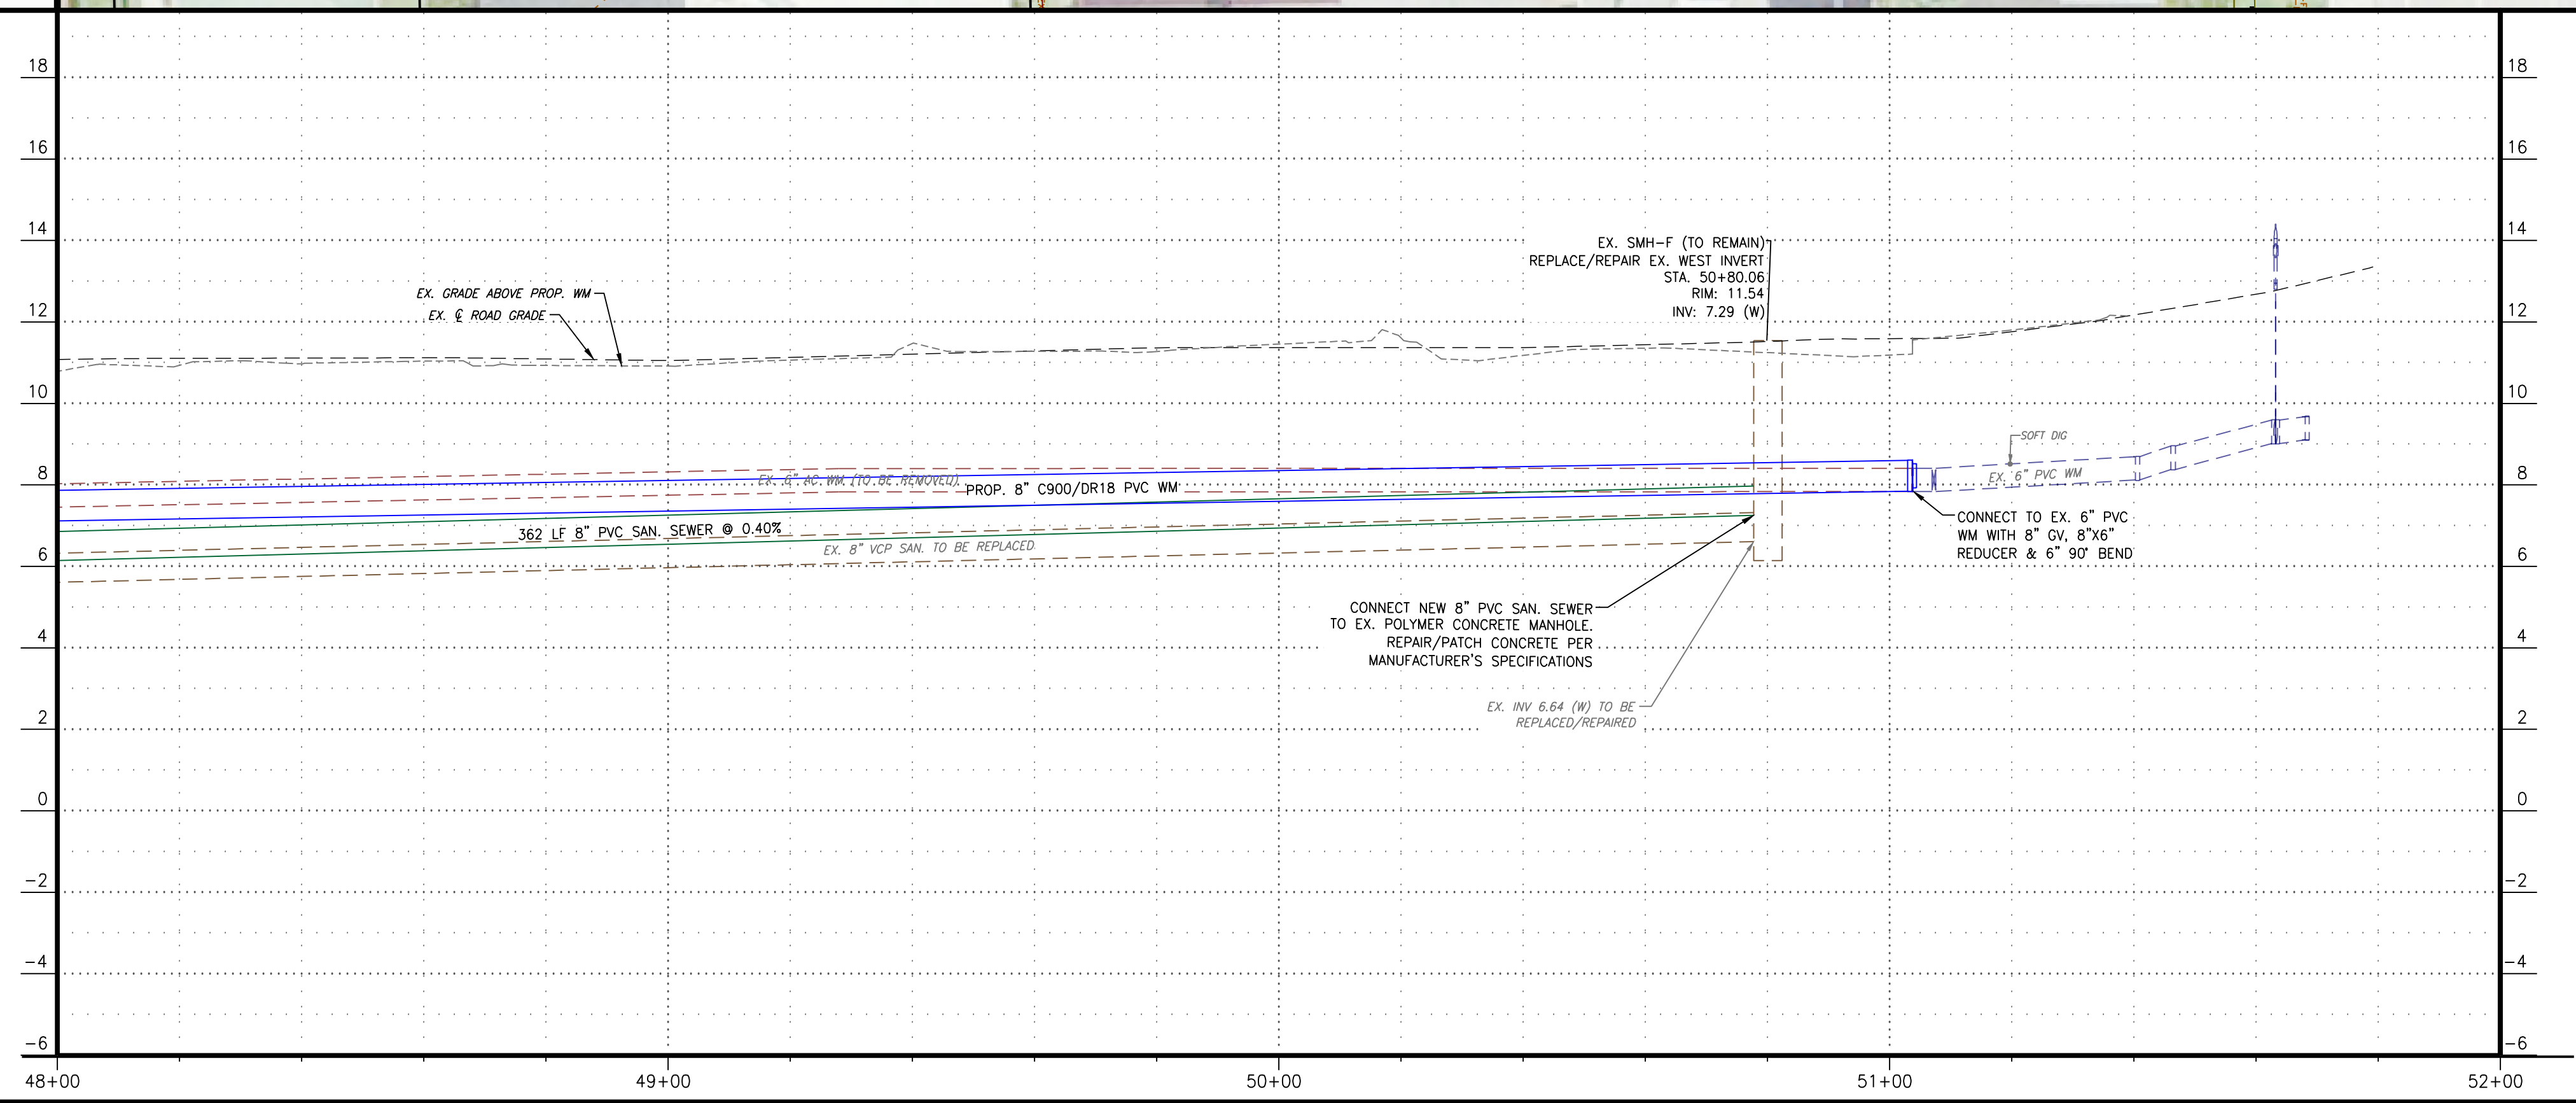 18
18
16
16
14
14
EX. SMH-F (TO REMAIN)
REPLACE/REPAIR EX. WEST INVERT
STA. 50+80.06
RIM: 11.54
INV: 7.29 (W)
EX. GRADE ABOVE PROP. WM
EX. ℄ ROAD GRADE
12
12
10
10
SOFT DIG
8
8
EX. 6" AC WM (TO BE REMOVED)
PROP. 8" C900/DR18 PVC WM
EX. 6" PVC WM
362 LF 8" PVC SAN. SEWER @ 0.40%
EX. 8" VCP SAN. TO BE REPLACED
CONNECT TO EX. 6" PVC
WM WITH 8" GV, 8"X6"
REDUCER & 6" 90° BEND
6
6
CONNECT NEW 8" PVC SAN. SEWER
TO EX. POLYMER CONCRETE MANHOLE.
REPAIR/PATCH CONCRETE PER
MANUFACTURER'S SPECIFICATIONS
4
4
EX. INV 6.64 (W) TO BE
REPLACED/REPAIRED
2
2
0
0
-2
-2
-4
-4
-6
-6
48+00
49+00
50+00
51+00
52+00